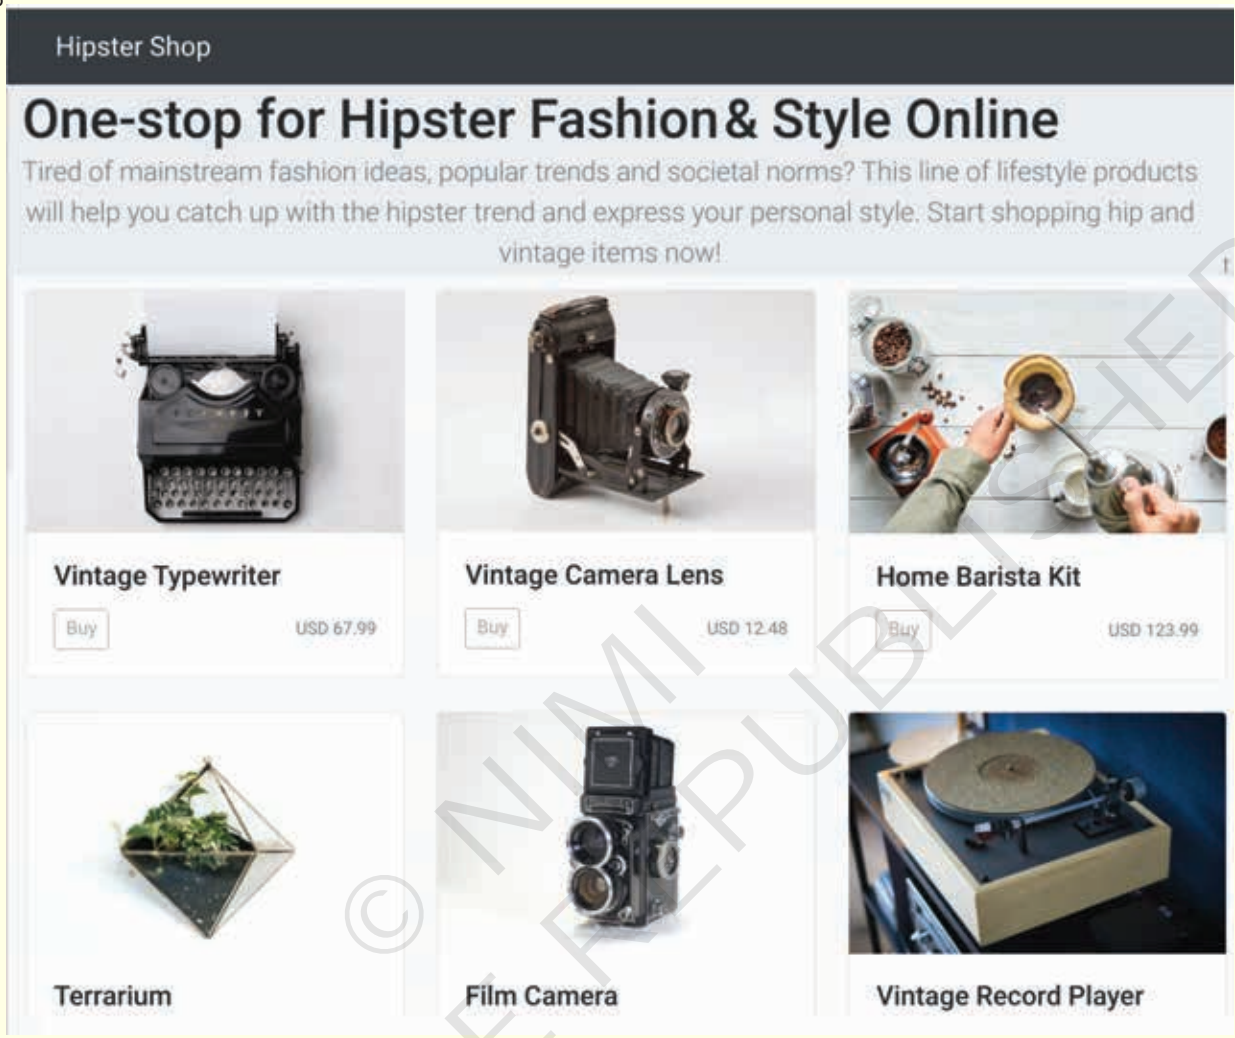 Hipster Shop
One-stop for Hipster Fashion & Style Online
Tired of mainstream fashion ideas, popular trends and societal norms? This line of lifestyle products
will help you catch up with the hipster trend and express your personal style. Start shopping hip and
vintage items now!
Vintage Typewriter
Buy
USD 67.99
Vintage Camera Lens
Buy
USD 12.48
Home Barista Kit
Buy
USD 123.99
Terrarium
Film Camera
Vintage Record Player
© NIMI
E REPUBLISHED